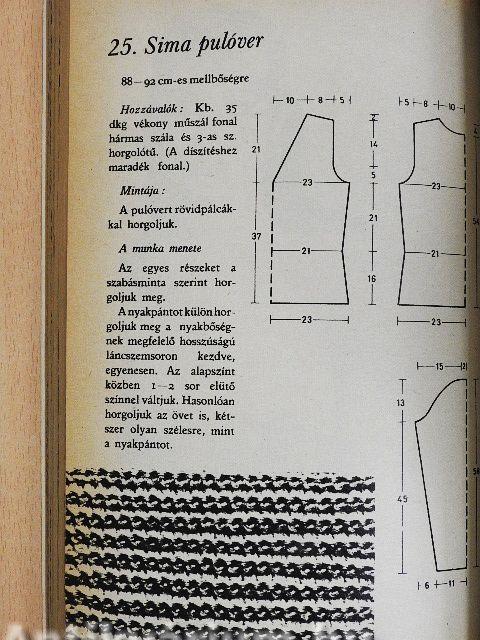 25. Sima pulóver
88—92 cm-es mellbőségre
Hozzávalók: Kb. 35
dkg vékony műszál fonal
hármas szála és 3-as sz.
horgolótű. (A díszítéshez
maradék fonal.)
Mintája:
A pulóvert rövidpálcák-
kal horgoljuk.
A munka menete
Az egyes részeket a
szabásminta szerint hor-
goljuk meg.
A nyakpántot külön hor-
goljuk meg a nyakbőség-
nek megfelelő hosszúságú
láncszemsoron kezdve,
egyenesen. Az alapszínt
közben 1—2 sor elütő
színnel váltjuk. Hasonlóan
horgoljuk az övet is, két-
szer olyan szélesre, mint
a nyakpántot.
10 8 5
21
37
23
21
23
2
14
5
21
16
5 8 10
23
21
23
15 2
13
45
6 11